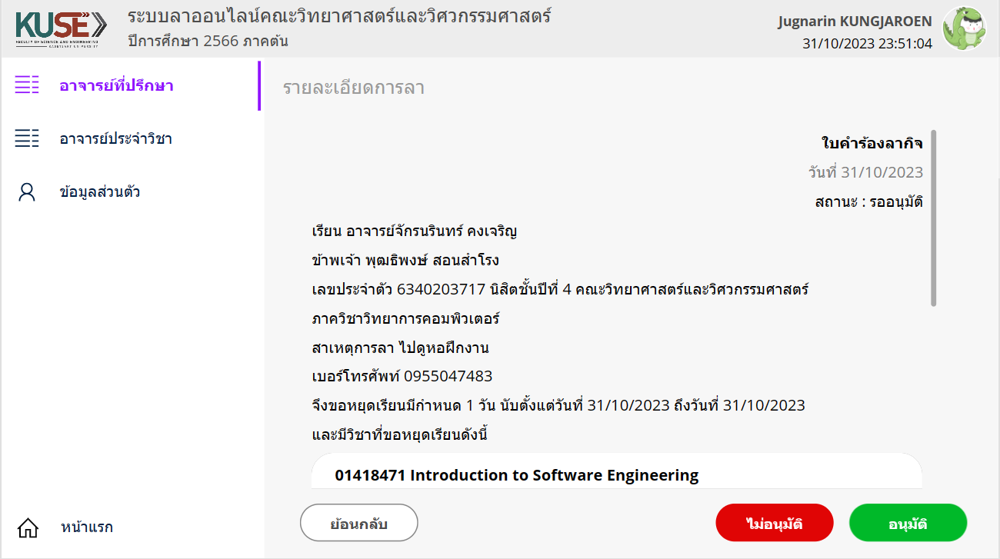 KUSE
FACULTY OF SCIENCE AND ENGINEERING
KASETSART UNIVERSITY
ระบบลาออนไลน์คณะวิทยาศาสตร์และวิศวกรรมศาสตร์
ปีการศึกษา 2566 ภาคต้น
Jugnarin KUNGJAROEN
31/10/2023 23:51:04
อาจารย์ที่ปรึกษา
อาจารย์ประจำวิชา
ข้อมูลส่วนตัว
หน้าแรก
รายละเอียดการลา
ใบคำร้องลากิจ
วันที่ 31/10/2023
สถานะ : รออนุมัติ
เรียน อาจารย์จักรนรินทร์ คงเจริญ
ข้าพเจ้า พุฒธิพงษ์ สอนสำโรง
เลขประจำตัว 6340203717 นิสิตชั้นปีที่ 4 คณะวิทยาศาสตร์และวิศวกรรมศาสตร์
ภาควิชาวิทยาการคอมพิวเตอร์
สาเหตุการลา ไปดูหอฝึกงาน
เบอร์โทรศัพท์ 0955047483
จึงขอหยุดเรียนมีกำหนด 1 วัน นับตั้งแต่วันที่ 31/10/2023 ถึงวันที่ 31/10/2023
และมีวิชาที่ขอหยุดเรียนดังนี้
01418471 Introduction to Software Engineering
ย้อนกลับ
ไม่อนุมัติ
อนุมัติ